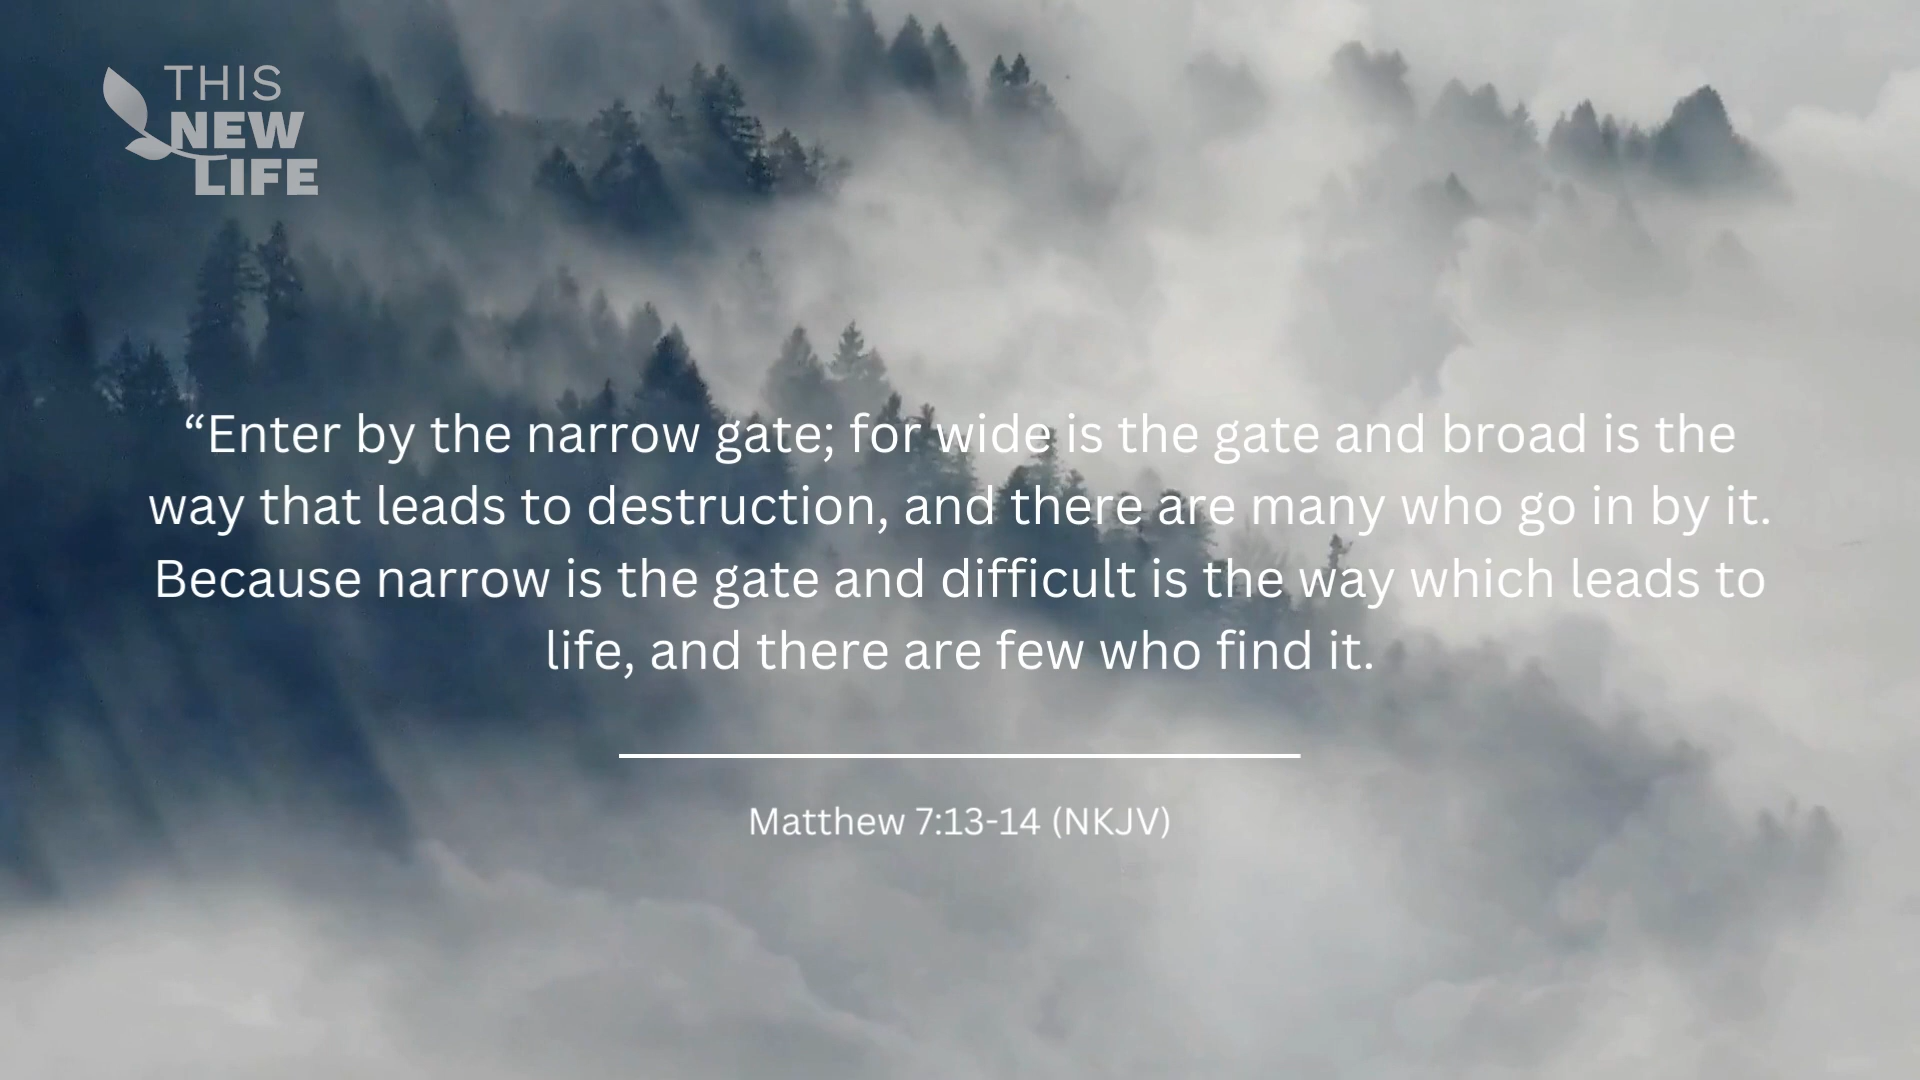 THIS
NEW
LIFE
“Enter by the narrow gate; for wide is the gate and broad is the
way that leads to destruction, and there are many who go in by it.
Because narrow is the gate and difficult is the way which leads to
life, and there are few who find it.
Matthew 7:13-14 (NKJV)